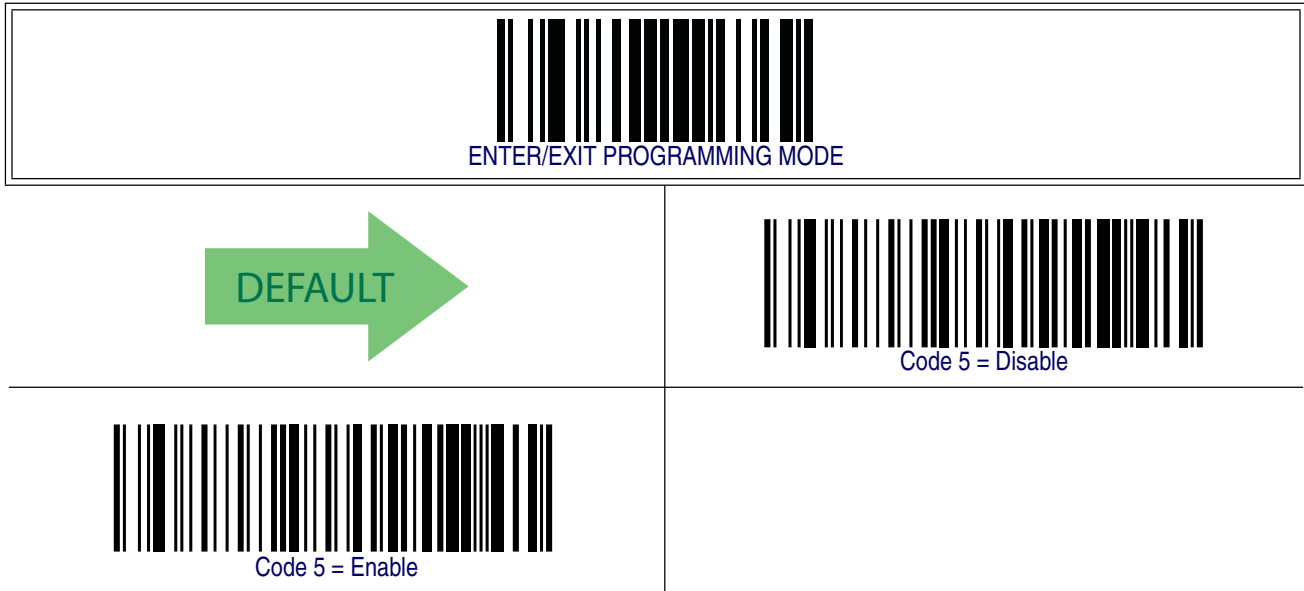 ENTER/EXIT PROGRAMMING MODE
DEFAULT
Code 5 = Disable
Code 5 = Enable